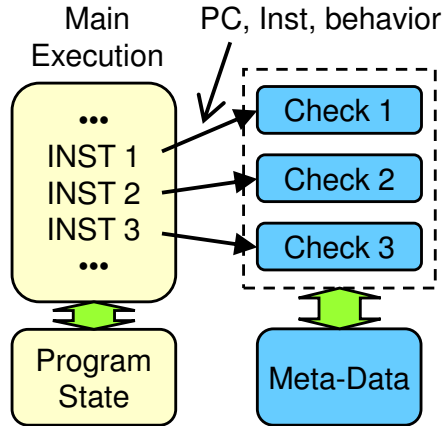 Main
Execution
PC, Inst, behavior
•••
INST 1
INST 2
INST 3
•••
Check 1
Check 2
Check 3
Program
State
Meta-Data